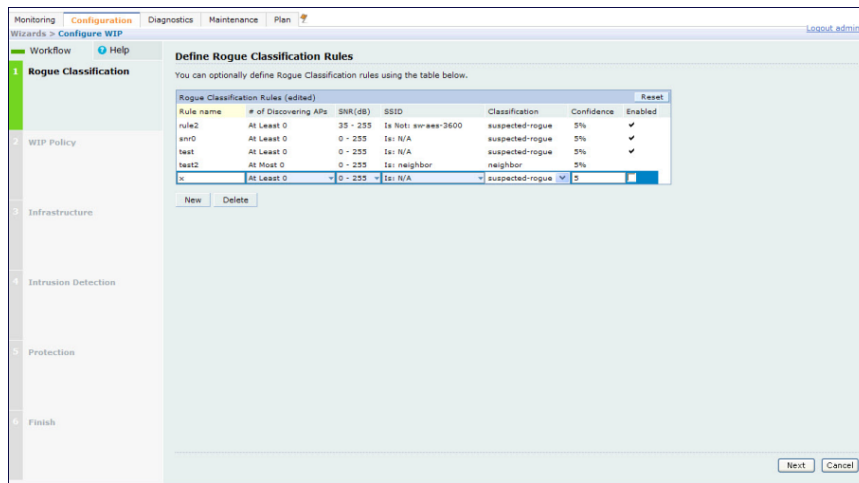 Monitoring Configuration Diagnostics Maintenance Plan
Wizards > Configure WIP Logout admin
Workflow Help
1 Rogue Classification
2 WIP Policy
3 Infrastructure
4 Intrusion Detection
5 Protection
6 Finish
Define Rogue Classification Rules
You can optionally define Rogue Classification rules using the table below.
Rogue Classification Rules (edited) Reset
Rule name # of Discovering APs SNR(dB) SSID Classification Confidence Enabled
rule2 At Least 0 35 - 255 Is Not: sw-aes-3600 suspected-rogue 5% ✔
snr0 At Least 0 0 - 255 Is: N/A suspected-rogue 5% ✔
test At Least 0 0 - 255 Is: N/A suspected-rogue 5% ✔
test2 At Most 0 0 - 255 Is: neighbor neighbor 5%
x At Least 0 0 - 255 Is: N/A suspected-rogue 5
New Delete
Next Cancel